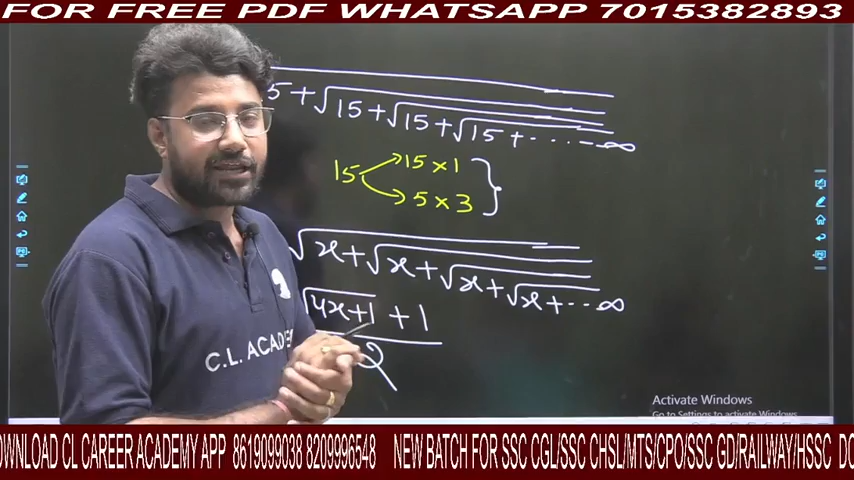 FOR FREE PDF WHATSAPP 7015382893
5 + √15 + √15 + √15 + ..... ∞
15 → 15 × 1
→ 5 × 3 }
√x + √x + √x + √x + ... ∞
√4x+1 + 1
2
C.L. ACADE
Activate Windows
Go to Settings to activate Windows.
OWNLOAD CL CAREER ACADEMY APP 8619099038 8209996548 NEW BATCH FOR SSC CGL/SSC CHSL/MTS/CPO/SSC GD/RAILWAY/HSSC DO